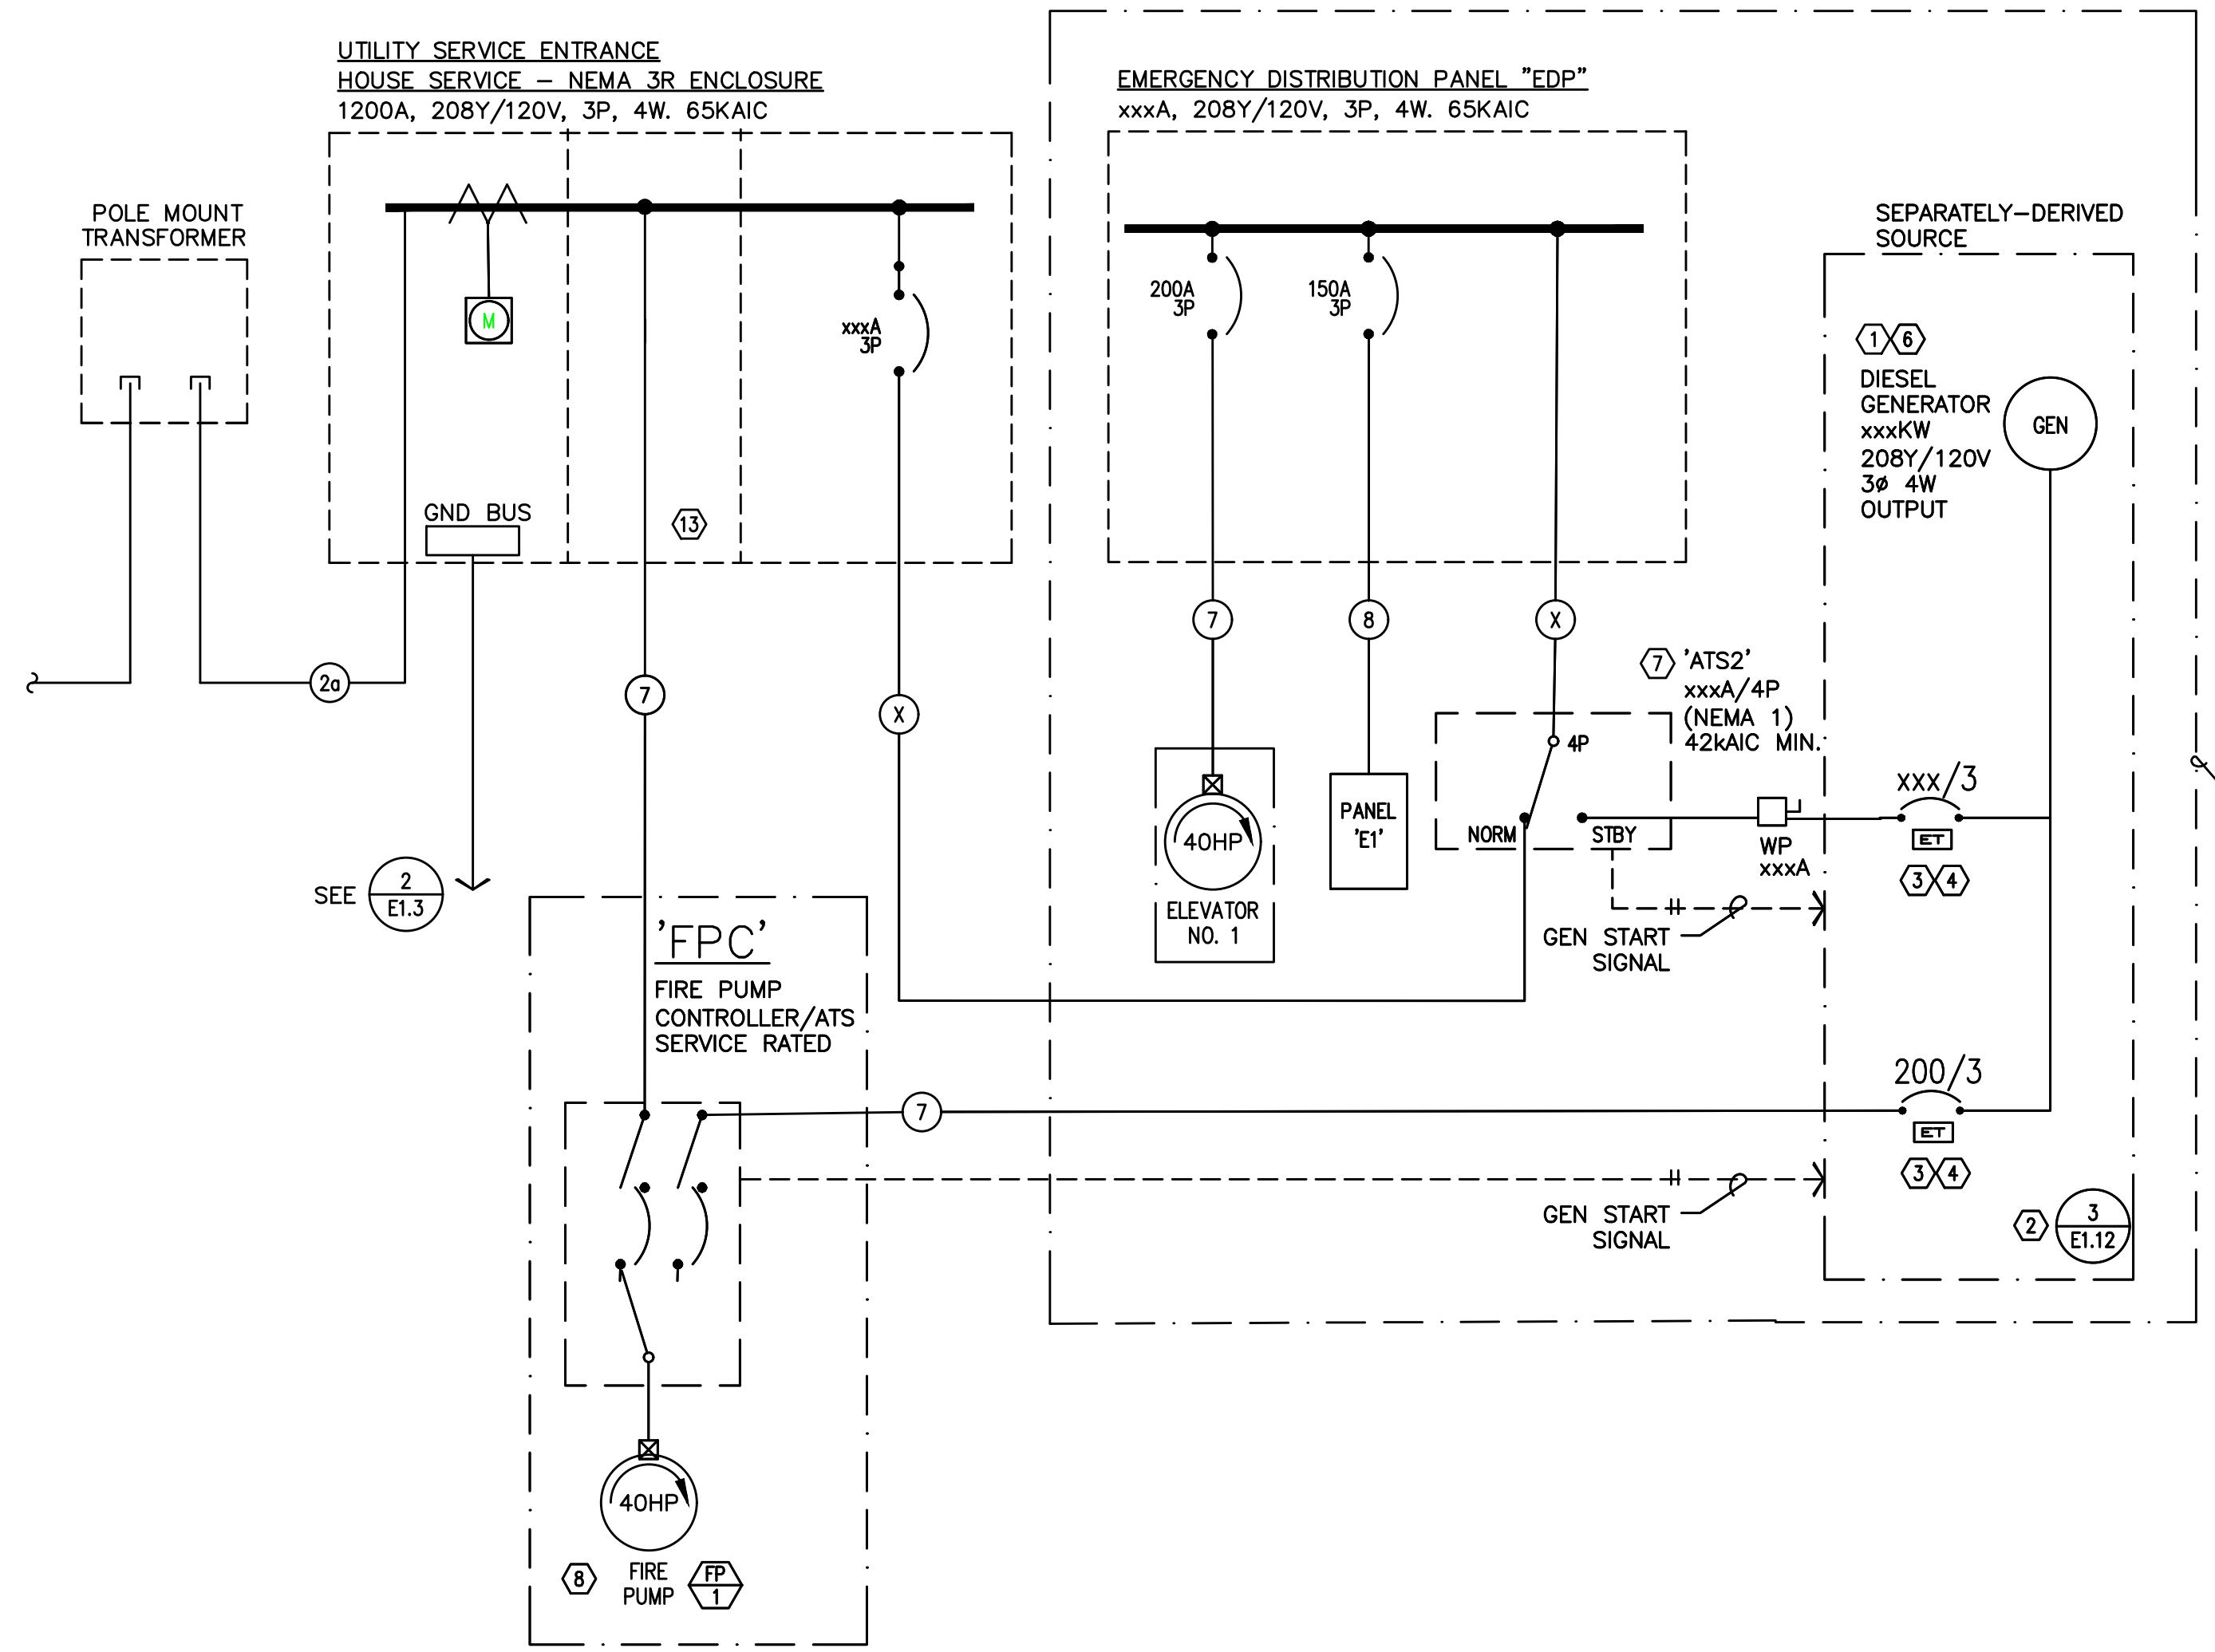 UTILITY SERVICE ENTRANCE
HOUSE SERVICE – NEMA 3R ENCLOSURE
1200A, 208Y/120V, 3P, 4W. 65KAIC
POLE MOUNT
TRANSFORMER
M
xxxA
3P
GND BUS
13
2a
7
X
SEE
2
E1.3
EMERGENCY DISTRIBUTION PANEL "EDP"
xxxA, 208Y/120V, 3P, 4W. 65KAIC
200A
3P
150A
3P
7
8
X
7
'ATS2'
xxxA/4P
(NEMA 1)
42kAIC MIN.
4P
NORM
STBY
40HP
ELEVATOR
NO. 1
PANEL
'E1'
WP
xxxA
GEN START
SIGNAL
SEPARATELY–DERIVED
SOURCE
1
6
DIESEL
GENERATOR
xxxKW
208Y/120V
3ø 4W
OUTPUT
GEN
xxx/3
ET
3
4
200/3
ET
3
4
2
3
E1.12
'FPC'
FIRE PUMP
CONTROLLER/ATS
SERVICE RATED
7
GEN START
SIGNAL
40HP
8
FIRE
PUMP
FP
1